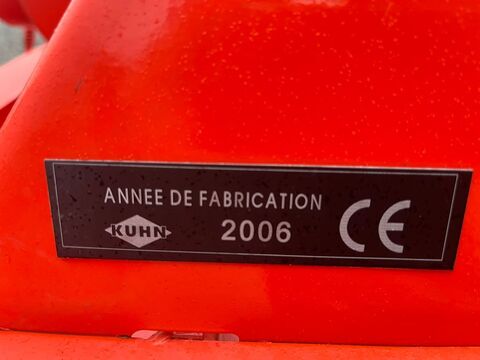 ANNEE DE FABRICATION
KUHN 2006 CE